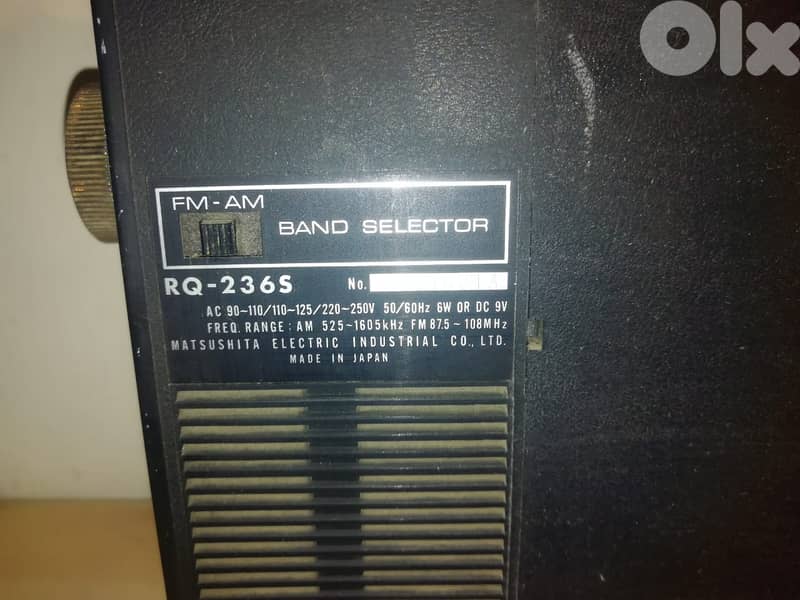 Olx
FM-AM
BAND SELECTOR
RQ-236S No.
AC 90~110/110~125/220~250V 50/60Hz 6W OR DC 9V
FREQ. RANGE: AM 525~1605kHz FM 87.5~108MHz
MATSUSHITA ELECTRIC INDUSTRIAL CO., LTD.
MADE IN JAPAN